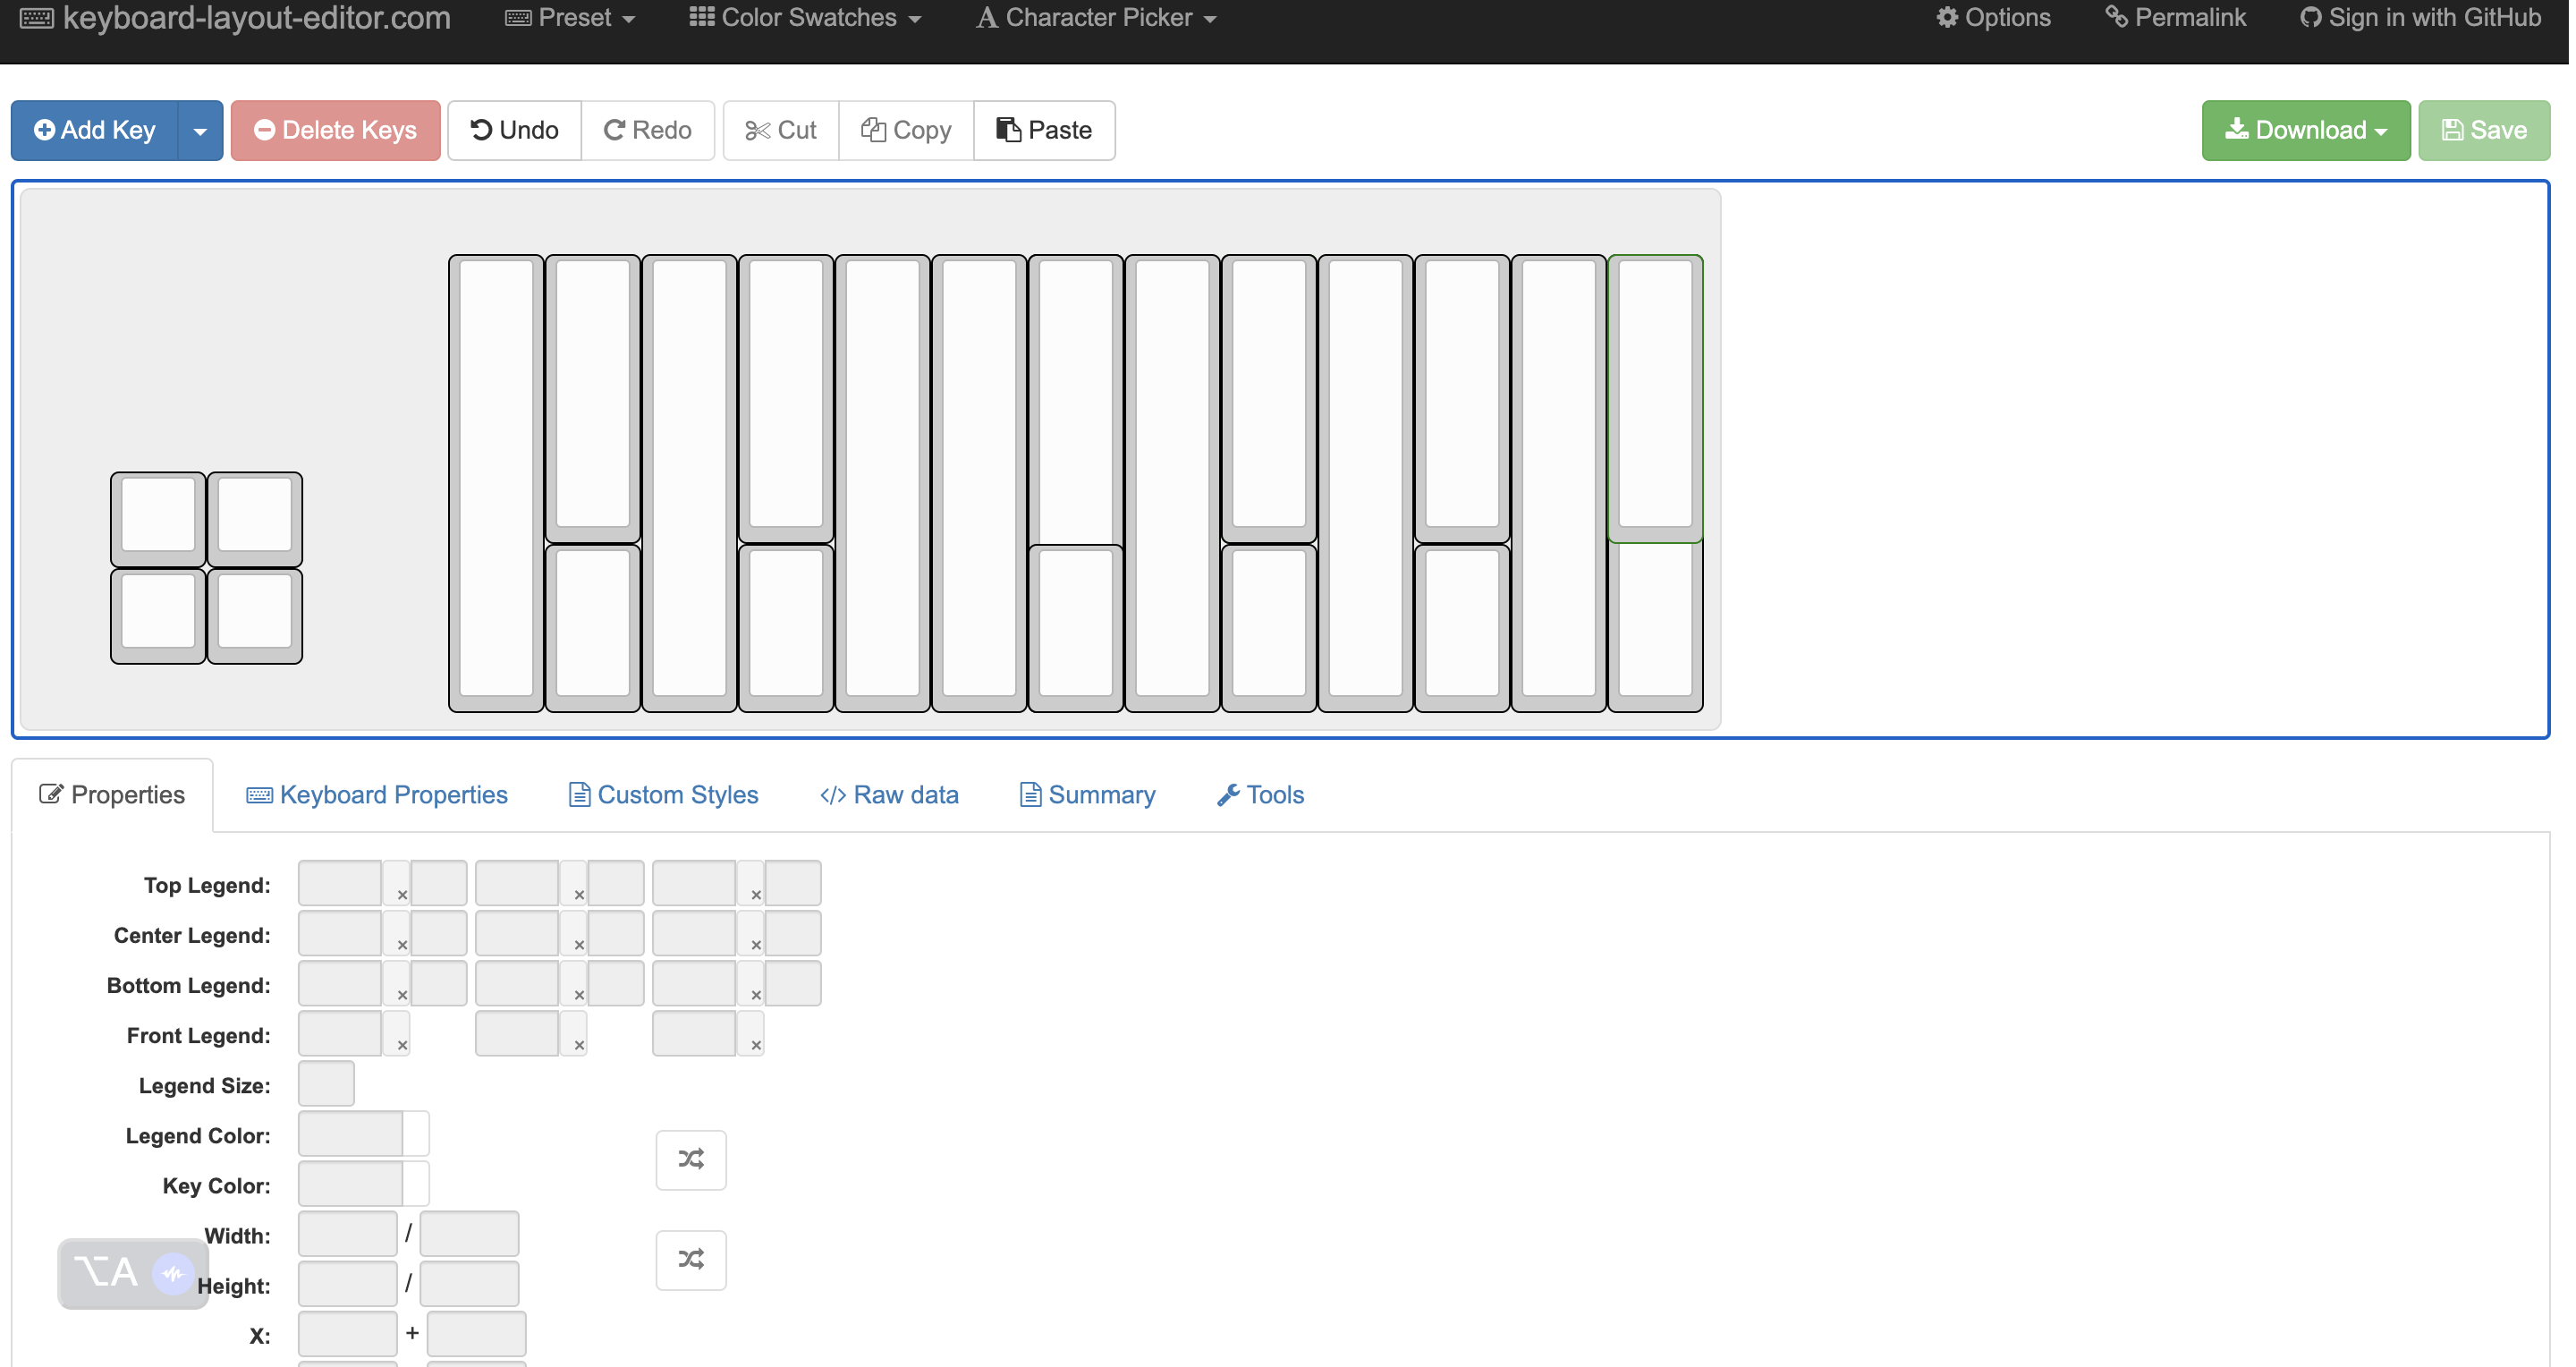 keyboard-layout-editor.com Preset Color Swatches Character Picker Options Permalink Sign in with GitHub
Add Key Delete Keys Undo Redo Cut Copy Paste Download Save
Properties Keyboard Properties Custom Styles Raw data Summary Tools
Top Legend: × × ×
Center Legend: × × ×
Bottom Legend: × × ×
Front Legend: × × ×
Legend Size:
Legend Color:
Key Color:
Width: /
⌥A
Height: /
X: +